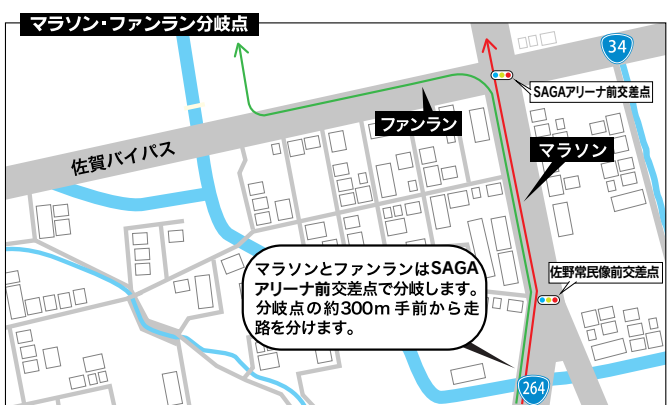 マラソン・ファンラン分岐点
34
SAGAアリーナ前交差点
ファンラン
佐賀バイパス
マラソン
マラソンとファンランはSAGA
アリーナ前交差点で分岐します。
分岐点の約300m手前から走
路を分けます。
佐野常民像前交差点
264